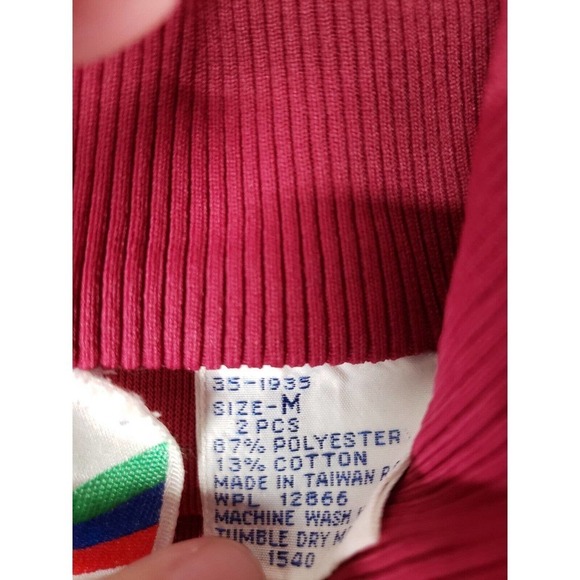 35-1935
SIZE-M
2 PCS
87% POLYESTER
13% COTTON
MADE IN TAIWAN
WPL 12866
MACHINE WASH
TUMBLE DRY
1540